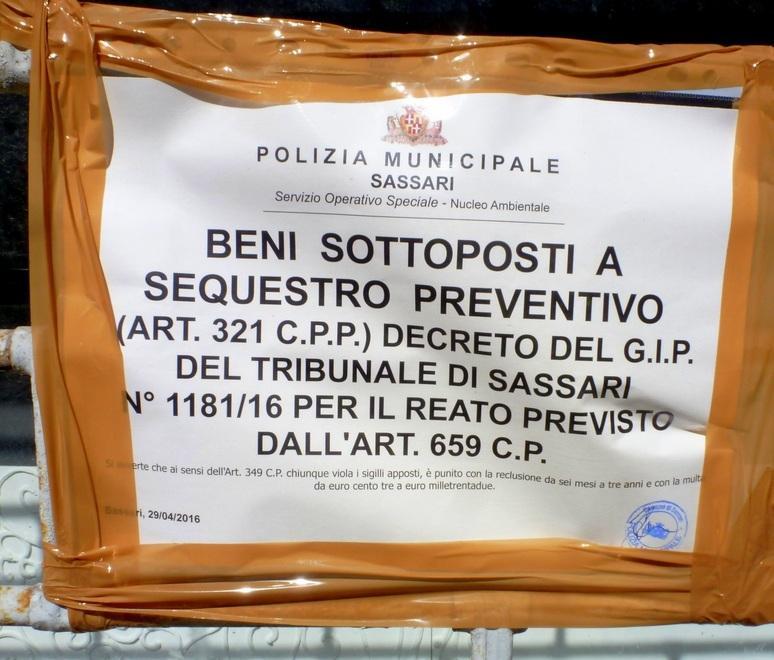 POLIZIA MUNICIPALE
SASSARI
Servizio Operativo Speciale - Nucleo Ambientale
BENI SOTTOPOSTI A
SEQUESTRO PREVENTIVO
(ART. 321 C.P.P.) DECRETO DEL G.I.P.
DEL TRIBUNALE DI SASSARI
N° 1181/16 PER IL REATO PREVISTO
DALL'ART. 659 C.P.
Si avverte che ai sensi dell'Art. 349 C.P. chiunque viola i sigilli apposti, è punito con la reclusione da sei mesi a tre anni e con la multa
da euro cento tre a euro milletrentadue.
Sassari, 29/04/2016